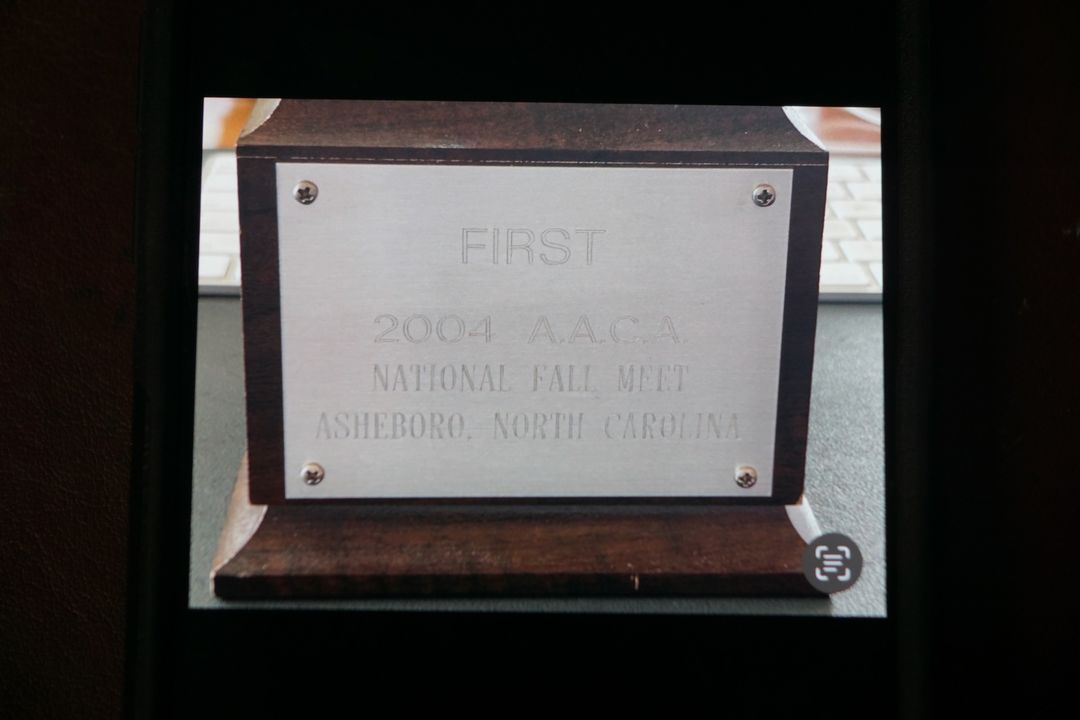 FIRST
2004 A.A.C.A.
NATIONAL FALL MEET
ASHEBORO, NORTH CAROLINA